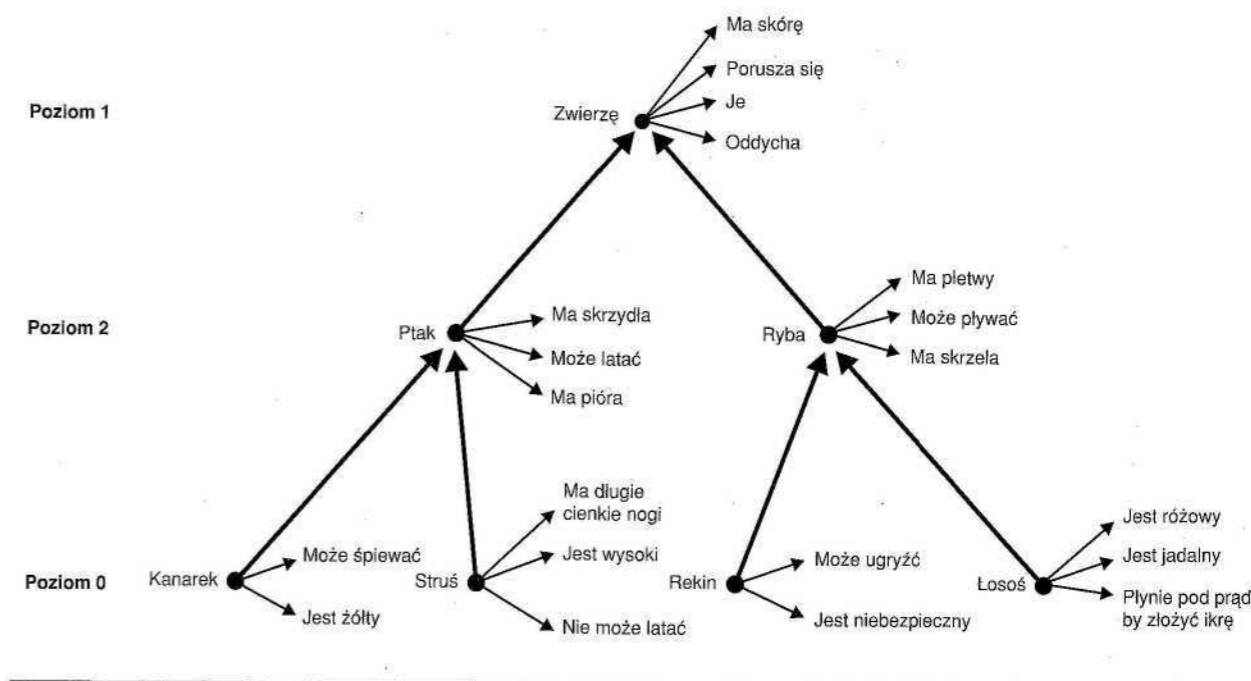 Ma skórę
Porusza się
Poziom 1
Zwierzę
Je
Oddycha
Ma płetwy
Poziom 2
Ptak
Ma skrzydła
Ryba
Może pływać
Może latać
Ma skrzela
Ma pióra
Ma długie
cienkie nogi
Jest różowy
Może śpiewać
Jest wysoki
Może ugryźć
Jest jadalny
Poziom 0
Kanarek
Struś
Rekin
Łosoś
Płynie pod prąd
by złożyć ikrę
Jest żółty
Nie może latać
Jest niebezpieczny